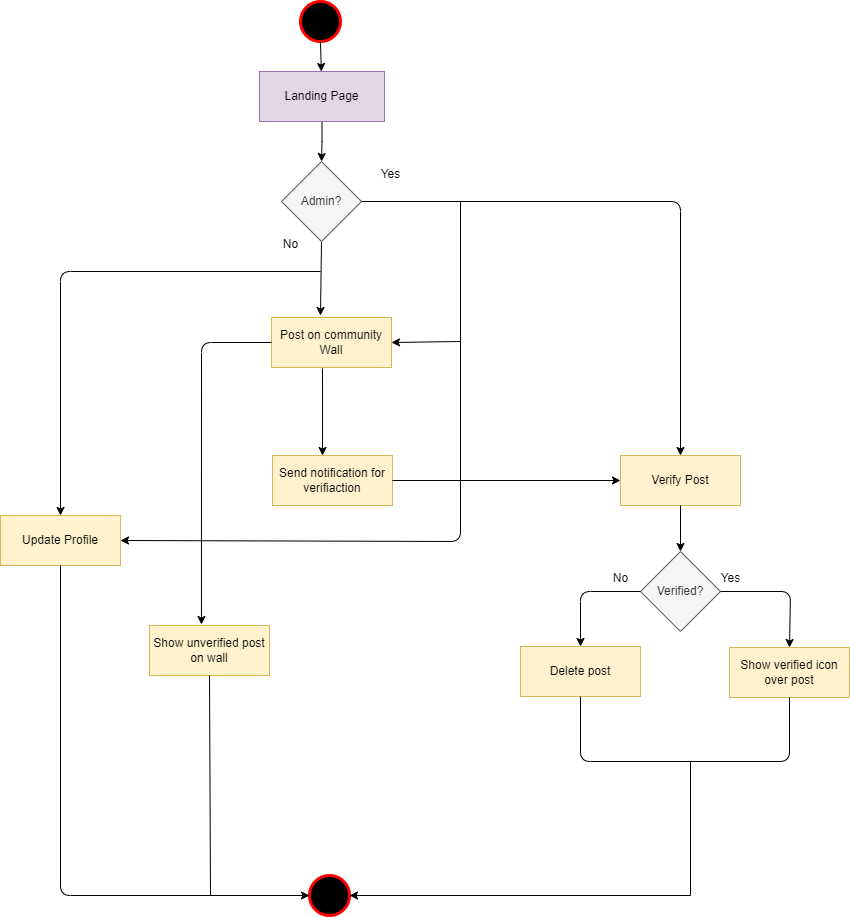 Landing Page
Yes
Admin?
No
Post on community
Wall
Send notification for
verifiaction
Verify Post
Update Profile
No
Yes
Verified?
Show unverified post
on wall
Delete post
Show verified icon
over post